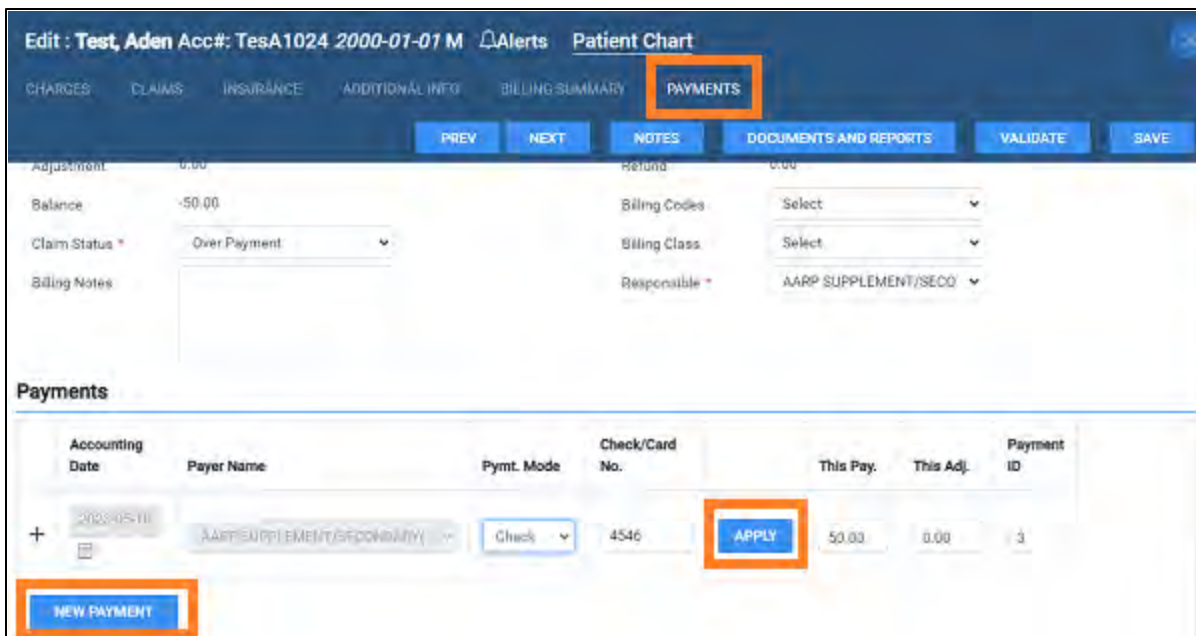 Edit : Test, Aden Acc#: TesA1024 2000-01-01 M Alerts Patient Chart
CHARGES CLAIMS INSURANCE ADDITIONAL INFO BILLING SUMMARY PAYMENTS
PREV NEXT NOTES DOCUMENTS AND REPORTS VALIDATE SAVE
Adjustment 0.00 Refund 0.00
Balance -50.00 Billing Codes Select
Claim Status * Over Payment Billing Class Select
Billing Notes Responsible * AARP SUPPLEMENT/SECO
Payments
Accounting Date Payer Name Pymt. Mode Check/Card No. This Pay. This Adj. Payment ID
+ AARP SUPPLEMENT/SECONDARY( Check 4546 APPLY 50.00 0.00 3
NEW PAYMENT